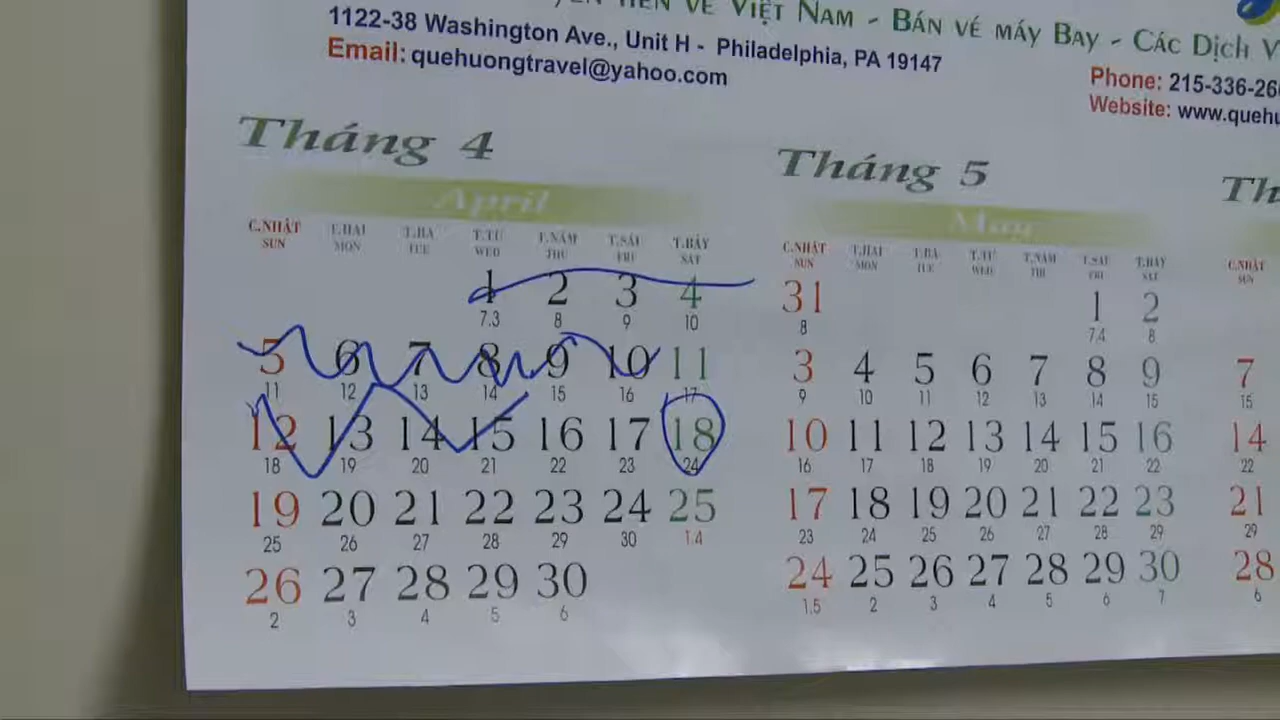 VỀ VIỆT NAM - BÁN VÉ MÁY BAY - CÁC DỊCH
1122-38 Washington Ave., Unit H - Philadelphia, PA 19147
Email: quehuongtravel@yahoo.com
Phone: 215-336-26
Website: www.quehu
Tháng 4
April
C.NHẬT T.HAI T.BA T.TƯ T.NĂM T.SÁU T.BẢY
SUN MON TUE WED THU FRI SAT
1 2 3 4
7.3 8 9 10
5 6 7 8 9 10 11
11 12 13 14 15 16 17
12 13 14 15 16 17 18
18 19 20 21 22 23 24
19 20 21 22 23 24 25
25 26 27 28 29 30 1.4
26 27 28 29 30
2 3 4 5 6
Tháng 5
May
C.NHẬT T.HAI T.BA T.TƯ T.NĂM T.SÁU T.BẢY
SUN MON TUE WED THU FRI SAT
31 1 2
8 7.4 8
3 4 5 6 7 8 9
9 10 11 12 13 14 15
10 11 12 13 14 15 16
16 17 18 19 20 21 22
17 18 19 20 21 22 23
23 24 25 26 27 28 29
24 25 26 27 28 29 30
1.5 2 3 4 5 6 7
Th
C.NHẬT
SUN
7
15
14
22
21
29
28
6